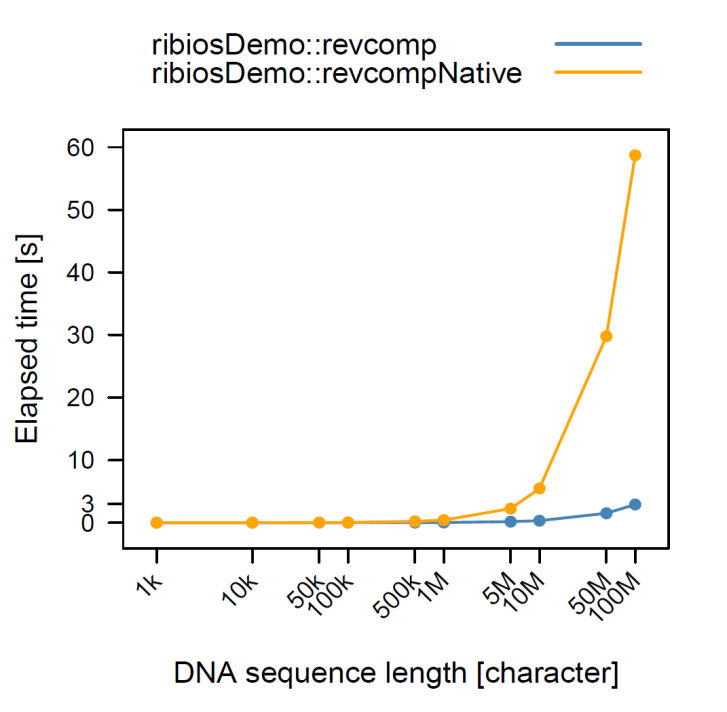 ribiosDemo::revcomp
ribiosDemo::revcompNative
60
50
40
30
20
10
3
0
Elapsed time [s]
1k
10k
50k
100k
500k
1M
5M
10M
50M
100M
DNA sequence length [character]